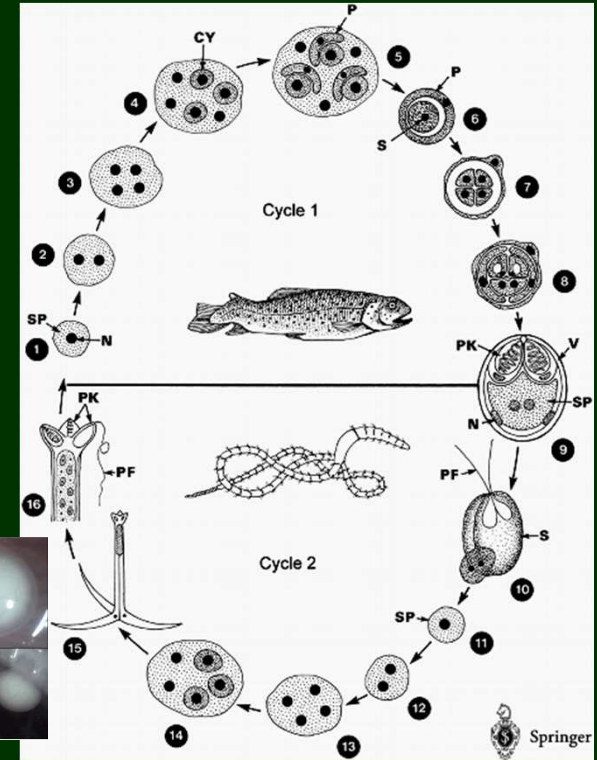 P
CY
5
P
4
6
S
3
7
Cycle 1
2
8
SP
N
1
PK
V
PK
SP
N
9
PF
PF
16
S
Cycle 2
10
SP
11
15
12
14
13
Springer